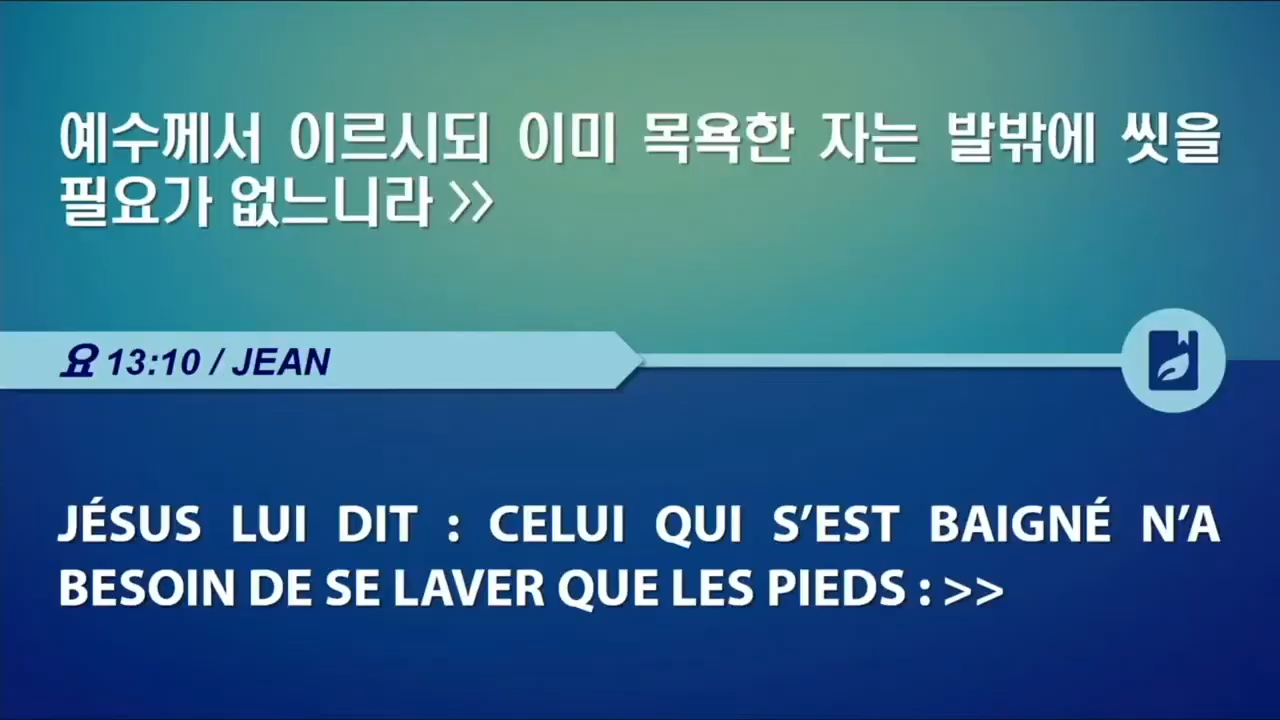 예수께서 이르시되 이미 목욕한 자는 발밖에 씻을
필요가 없느니라 >>
요 13:10 / JEAN
JÉSUS LUI DIT : CELUI QUI S’EST BAIGNÉ N’A
BESOIN DE SE LAVER QUE LES PIEDS : >>